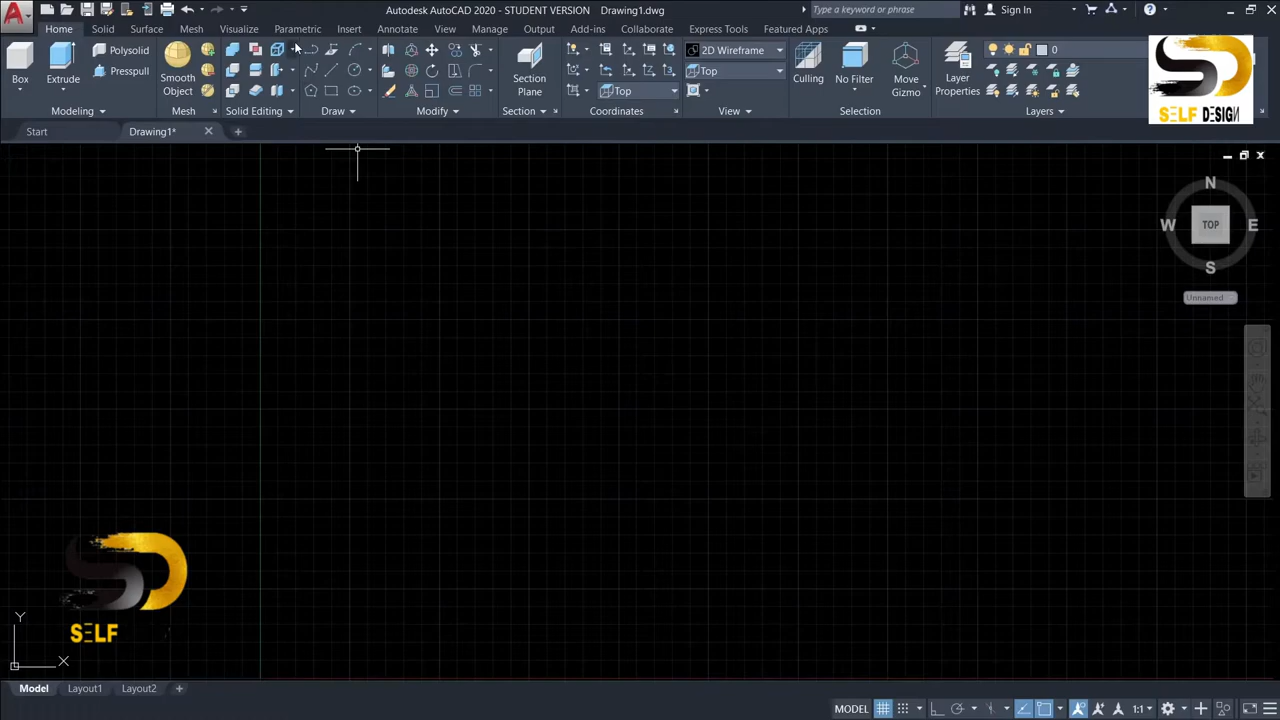 Autodesk AutoCAD 2020 - STUDENT VERSION Drawing1.dwg
Type a keyword or phrase
Sign In
Home Solid Surface Mesh Visualize Parametric Insert Annotate View Manage Output Add-ins Collaborate Express Tools Featured Apps
Box
Extrude
Polysolid
Presspull
Smooth Object
Section Plane
Top
2D Wireframe
Top
Culling
No Filter
Move Gizmo
Layer Properties
0
Modeling Mesh Solid Editing Draw Modify Section Coordinates View Selection Layers
SELF DESIGN
Start Drawing1*
N
W TOP E
S
Unnamed
SELF
Y
X
Model Layout1 Layout2
MODEL 1:1